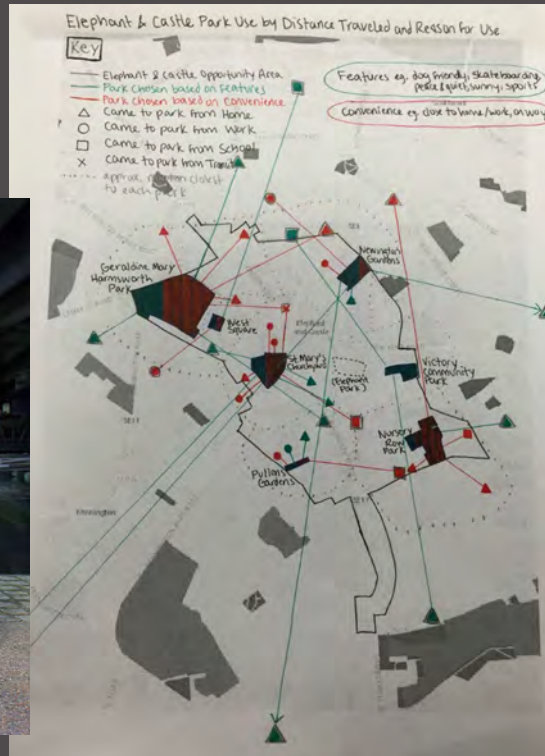 Elephant & Castle Park Use by Distance Traveled and Reason for Use
Key
Elephant & Castle Opportunity Area
Park Chosen based on Features
Park Chosen based on Convenience
Came to park from Home
Came to park from Work
Came to park from School
Came to park from Transit
to each park
Features eg. dog friendly, skateboarding,
peace & quiet, sunny, sports
Convenience eg. close to home/work, on way
Geraldine Mary
Harmsworth
Park
Newington
Gardens
West
Square
St Mary's
Churchyard
(Elephant
Park)
Victory
Community
Park
Nursery
Row
Park
Pullens
Gardens
Kennington